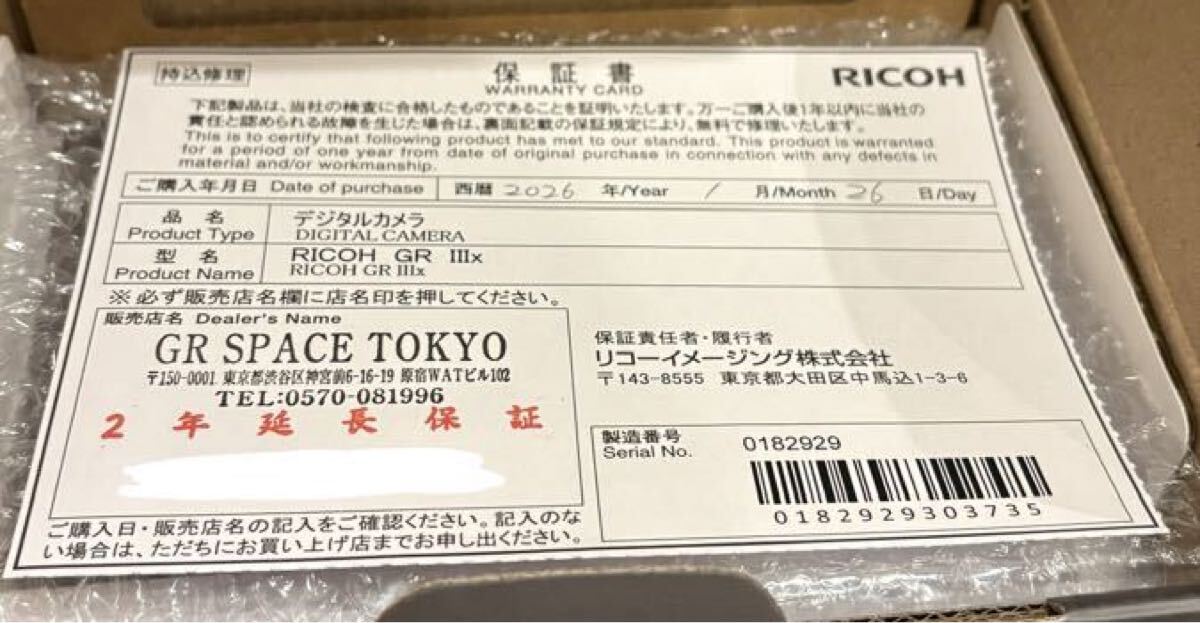 持込修理
保証書
WARRANTY CARD
RICOH
下記製品は、当社の検査に合格したものであることを証明いたします。万一ご購入後1年以内に当社の
責任と認められる故障を生じた場合は、裏面記載の保証規定により、無料で修理いたします。
This is to certify that following product has met to our standard. This product is warranted
for a period of one year from date of original purchase in connection with any defects in
material and/or workmanship.
ご購入年月日 Date of purchase 西暦 2026 年/Year 1 月/Month 26 日/Day
品名 デジタルカメラ
Product Type DIGITAL CAMERA
型名 RICOH GR IIIx
Product Name RICOH GR IIIx
※必ず販売店名欄に店名印を押してください。
販売店名 Dealer's Name
GR SPACE TOKYO
〒150-0001 東京都渋谷区神宮前6-16-19 原宿WATビル102
TEL:0570-081996
2年延長保証
保証責任者・履行者
リコーイメージング株式会社
〒143-8555 東京都大田区中馬込1-3-6
製造番号 0182929
Serial No.
0182929303735
ご購入日・販売店名の記入をご確認ください。記入のな
い場合は、ただちにお買い上げ店までお申し出ください。